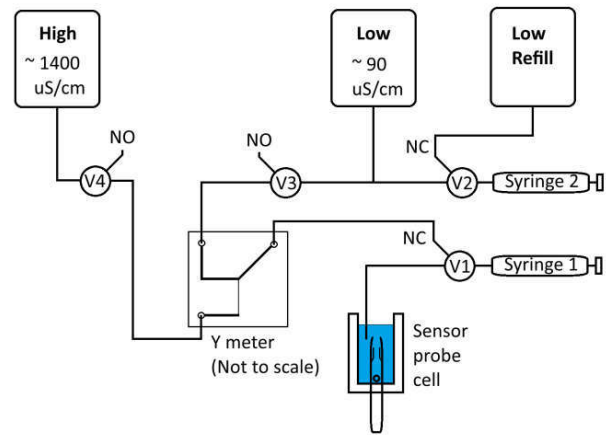 High
~ 1400
uS/cm
Low
~ 90
uS/cm
Low
Refill
NO
NO
NC
V4
V3
V2
Syringe 2
NC
V1
Syringe 1
Y meter
(Not to scale)
Sensor
probe
cell